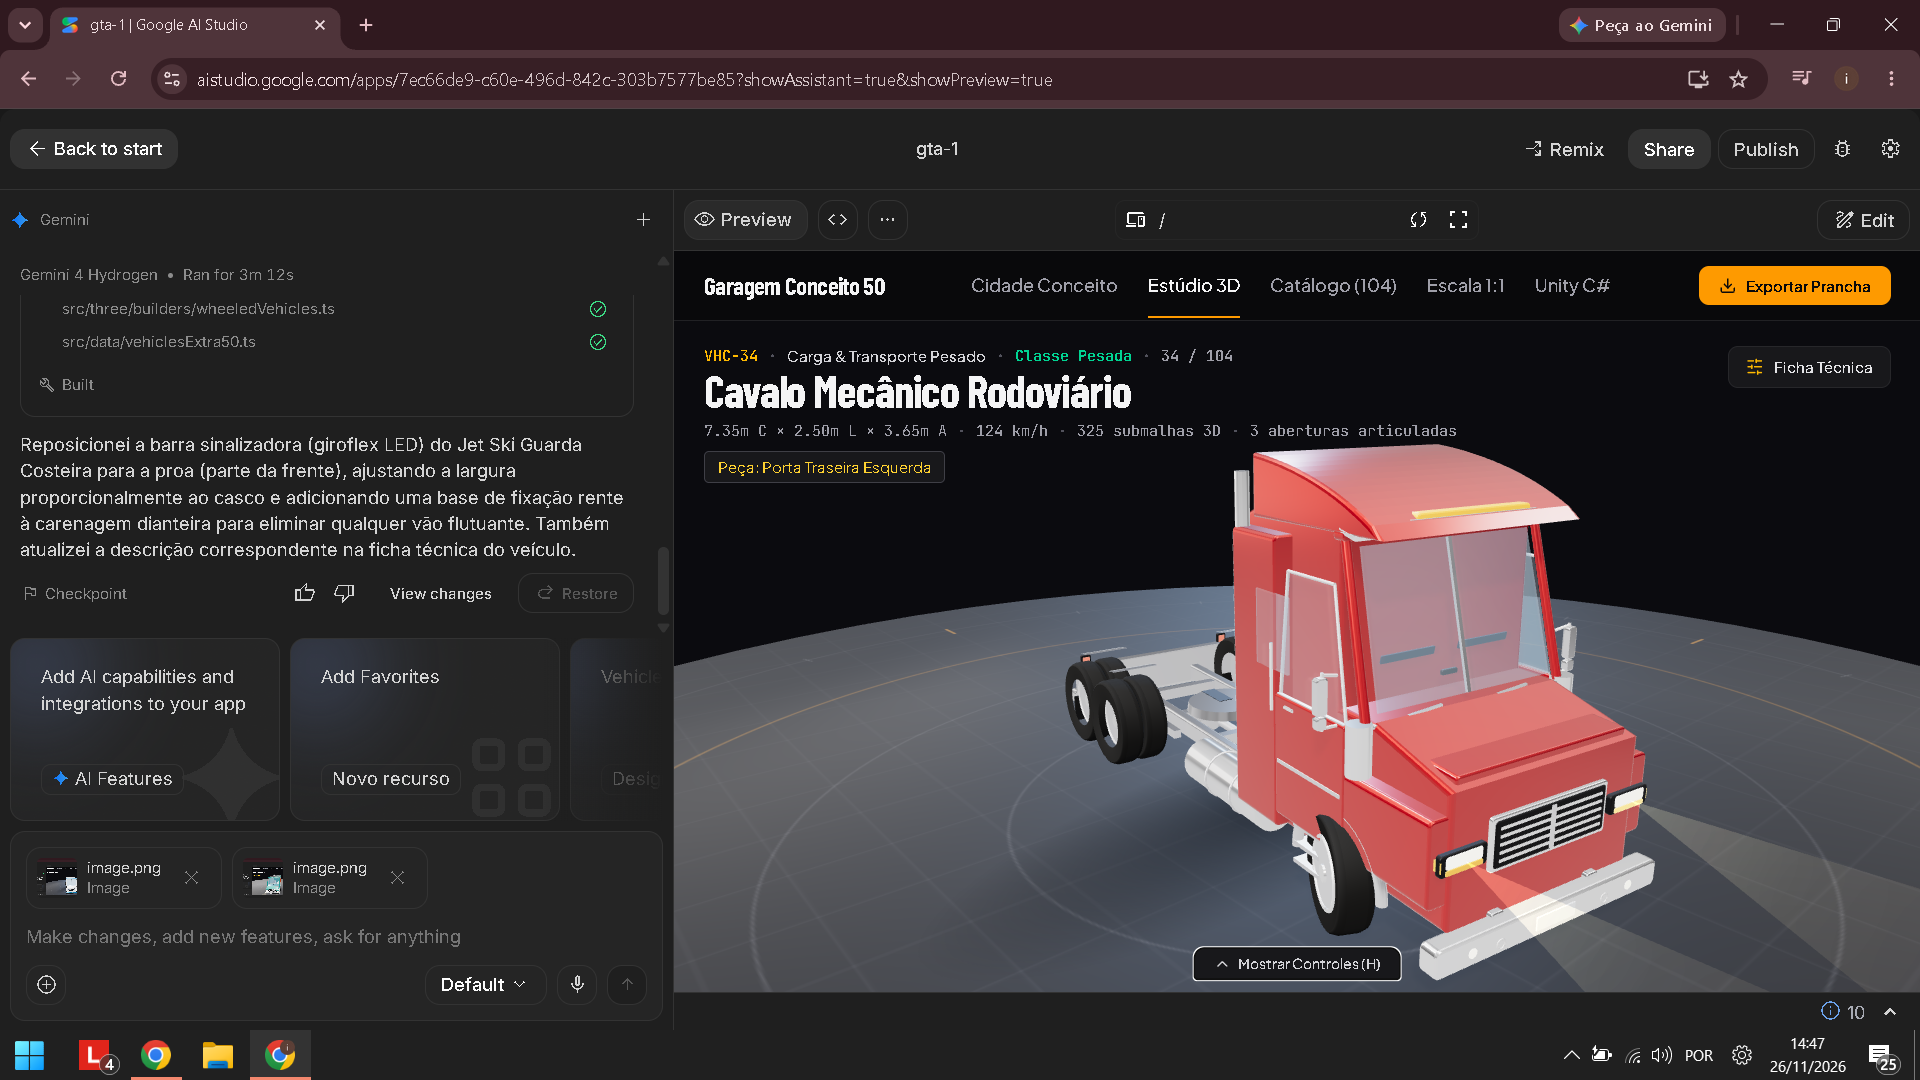 gta-1 | Google AI Studio
Peça ao Gemini
aistudio.google.com/apps/7ec66de9-c60e-496d-842c-303b7577be85?showAssistant=true&showPreview=true
i
Back to start
gta-1
Remix
Share
Publish
Gemini
Preview
/
Edit
Gemini 4 Hydrogen • Ran for 3m 12s
src/three/builders/wheeledVehicles.ts
src/data/vehiclesExtra50.ts
Built
Reposicionei a barra sinalizadora (giroflex LED) do Jet Ski Guarda
Costeira para a proa (parte da frente), ajustando a largura
proporcionalmente ao casco e adicionando uma base de fixação rente
à carenagem dianteira para eliminar qualquer vão flutuante. Também
atualizei a descrição correspondente na ficha técnica do veículo.
Checkpoint
View changes
Restore
Add AI capabilities and
integrations to your app
AI Features
Add Favorites
Novo recurso
Vehicle
Desig
image.png
Image
image.png
Image
Make changes, add new features, ask for anything
Default
Garagem Conceito 50
Cidade Conceito
Estúdio 3D
Catálogo (104)
Escala 1:1
Unity C#
Exportar Prancha
VHC-34 · Carga & Transporte Pesado · Classe Pesada · 34 / 104
Cavalo Mecânico Rodoviário
7.35m C × 2.50m L × 3.65m A · 124 km/h · 325 submalhas 3D · 3 aberturas articuladas
Peça: Porta Traseira Esquerda
Ficha Técnica
Mostrar Controles (H)
10
L
4
POR
14:47
26/11/2026
25